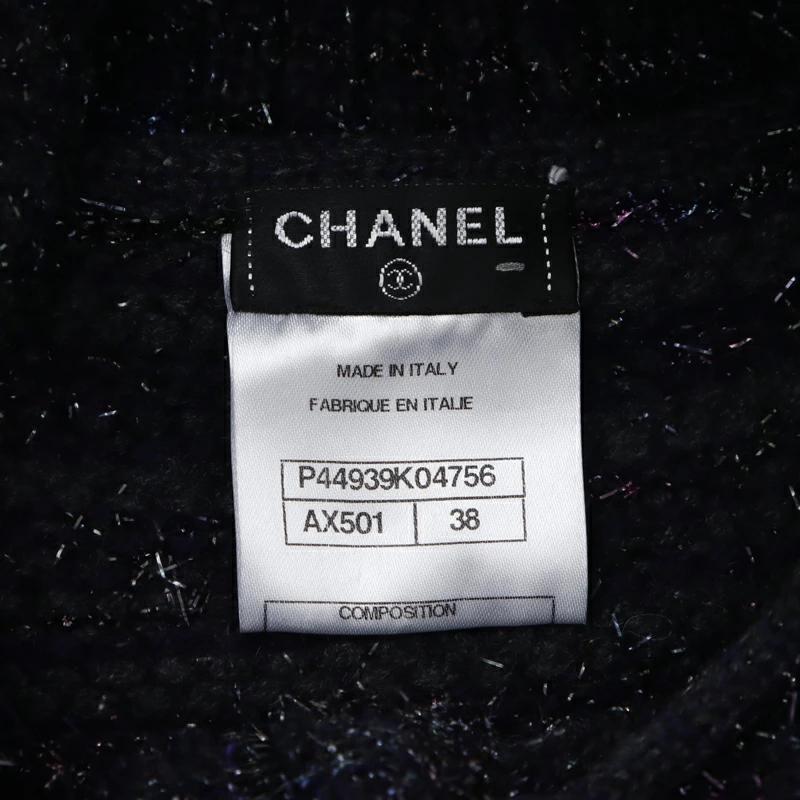 CHANEL
MADE IN ITALY
FABRIQUE EN ITALIE
P44939K04756
AX501 38
COMPOSITION